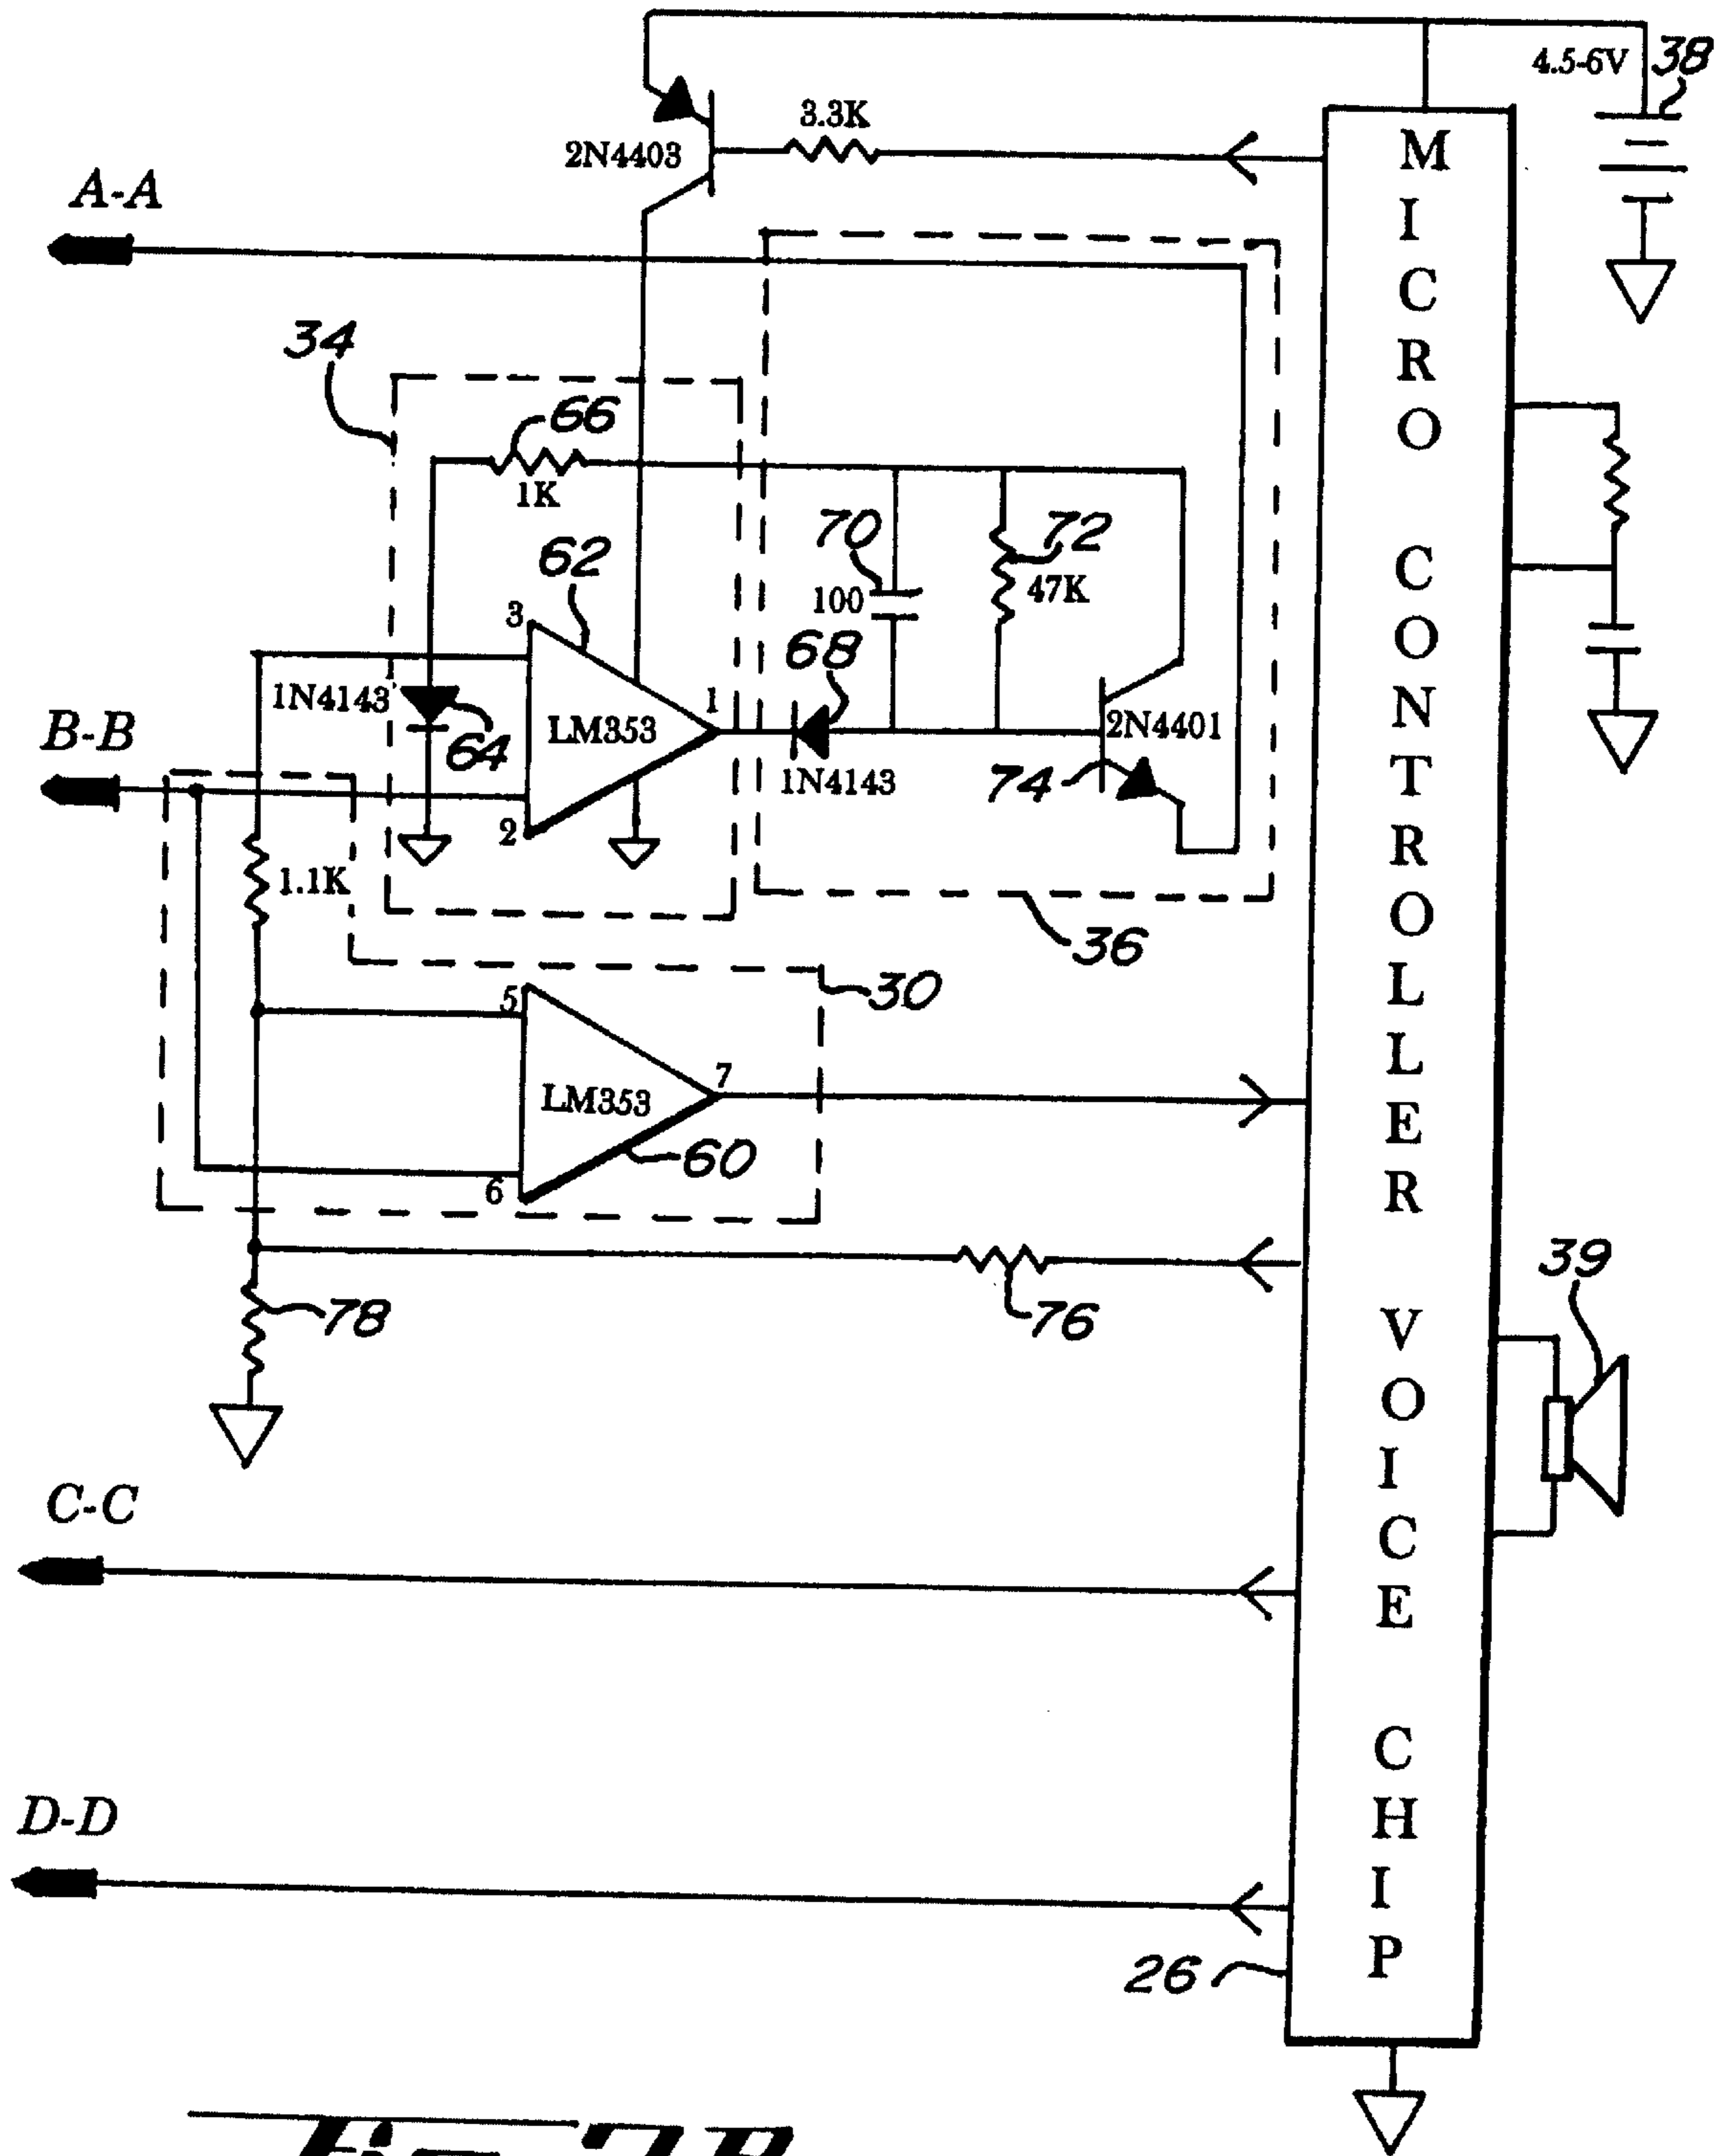 4.5-6V
38
3.3K
2N4403
A-A
34
66
1K
62
70
72
100
47K
3
68
1N4143
1
LM353
2N4401
B-B
64
1N4143
74
2
1.1K
36
30
5
7
LM353
60
6
39
78
76
C-C
D-D
26
MICRO CONTROLLER VOICE CHIP